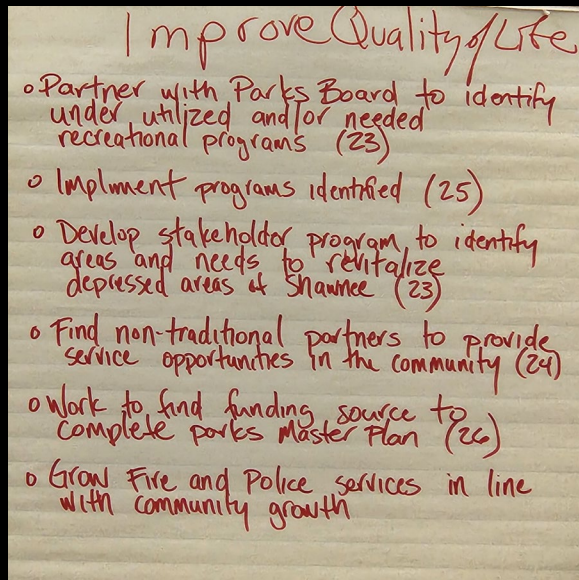 Improve Quality of Life
o Partner with Parks Board to identify
under utilized and/or needed
recreational programs (23)
o Implment programs identified (25)
o Develop stakeholder program, to identify
areas and needs to revitalize
depressed areas of Shawnee (23)
o Find non-traditional partners to provide
service opportunities in the community (24)
o Work to find funding source to
complete parks Master Plan (26)
o Grow Fire and Police services in line
with community growth